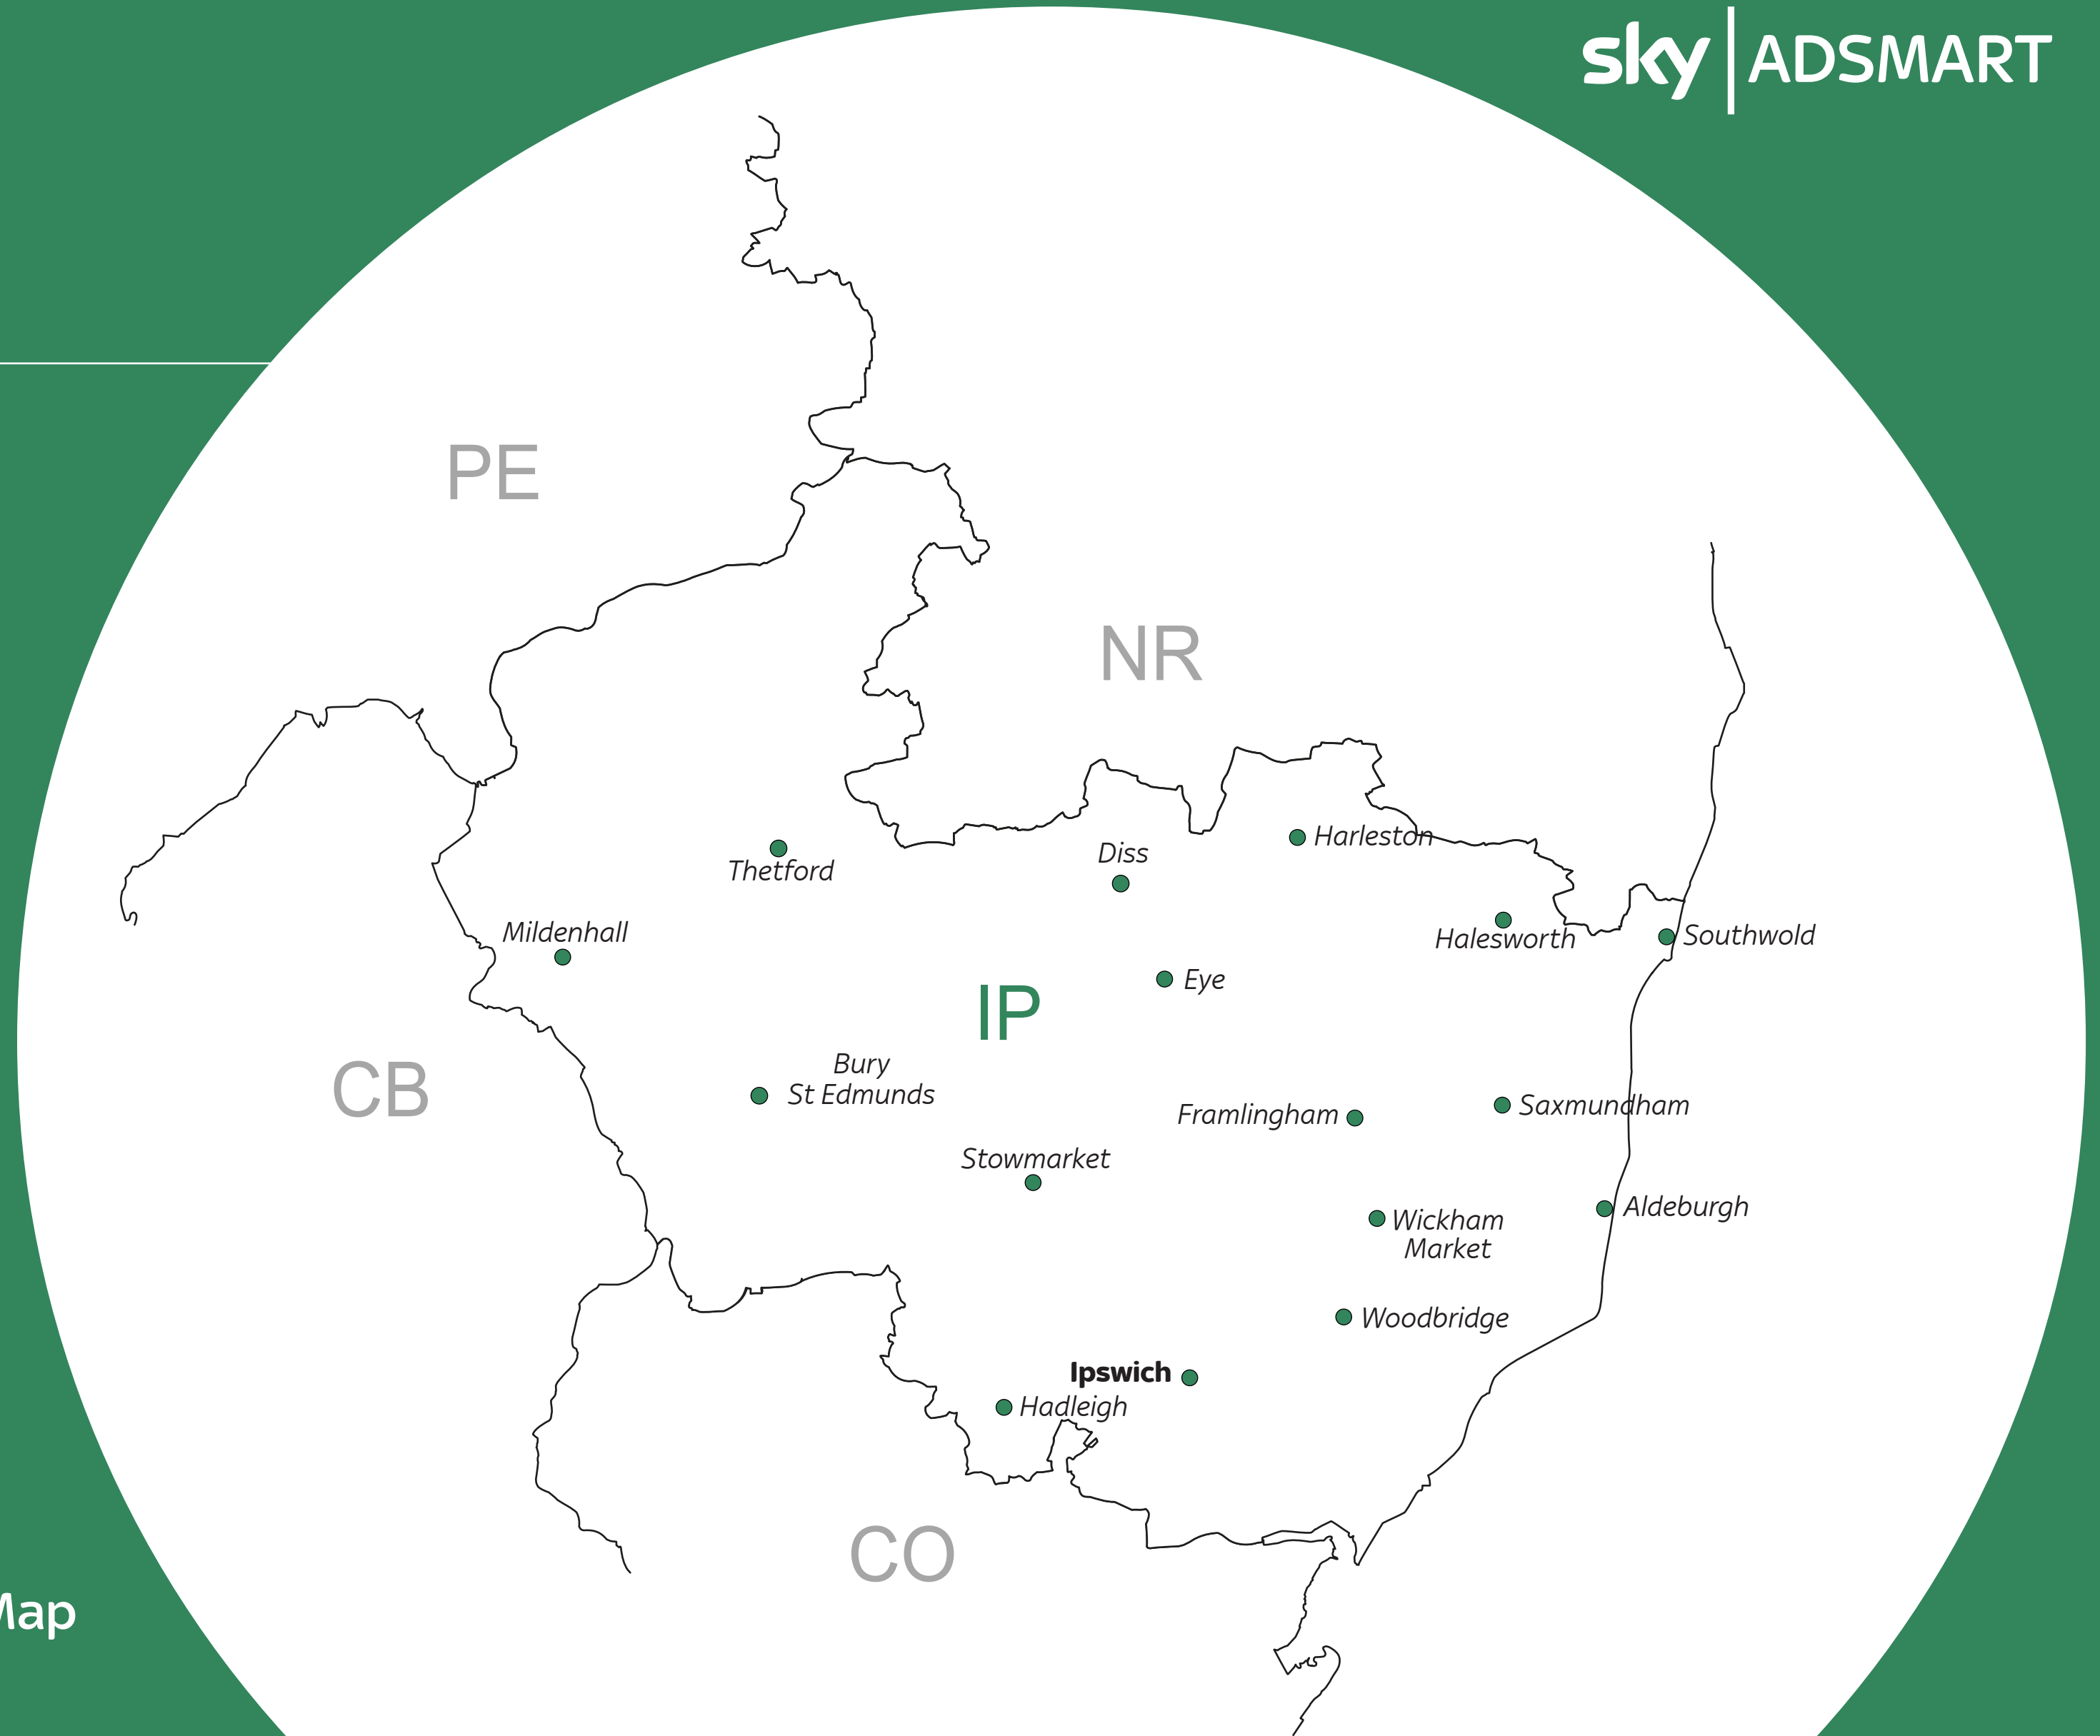 sky | ADSMART
PE
NR
Harleston
Diss
Thetford
Mildenhall
Halesworth
Southwold
Eye
IP
Bury
St Edmunds
CB
Saxmundham
Framlingham
Stowmarket
Aldeburgh
Wickham
Market
Woodbridge
Ipswich
Hadleigh
CO
Map